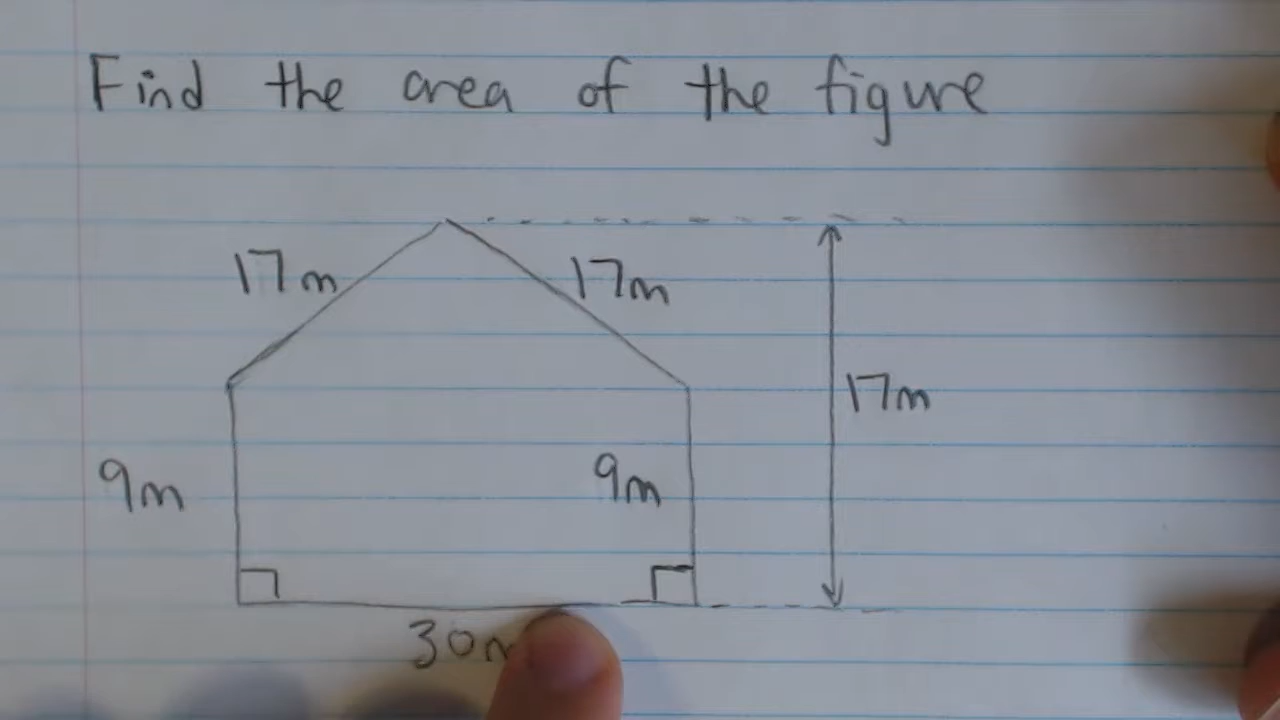 Find the area of the figure
17m 17m
17m
9m 9m
30m